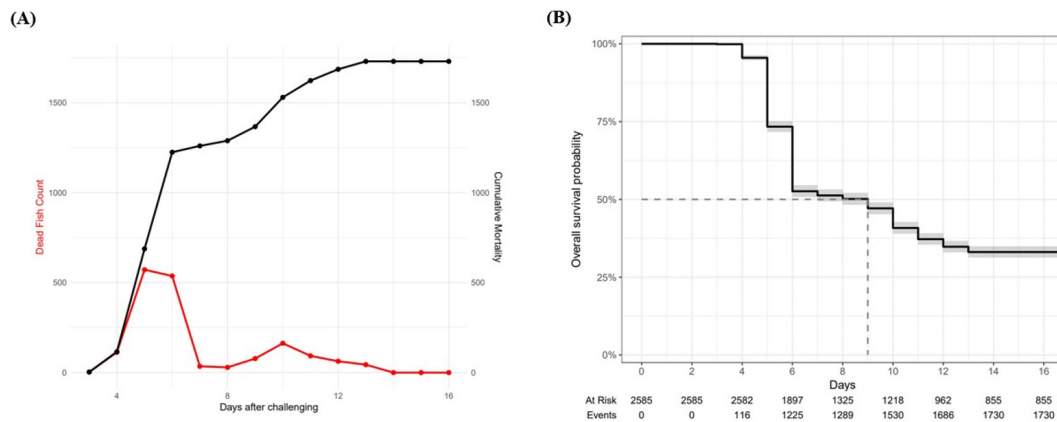 (A)
1500
1000
500
0
Dead Fish Count
4
8
12
16
Days after challenging
1500
1000
500
0
Cumulative Mortality
(B)
100%
75%
50%
25%
0%
Overall survival probability
0 2 4 6 8 10 12 14 16
Days
At Risk 2585 2585 2582 1897 1325 1218 962 855 855
Events 0 0 116 1225 1289 1530 1686 1730 1730